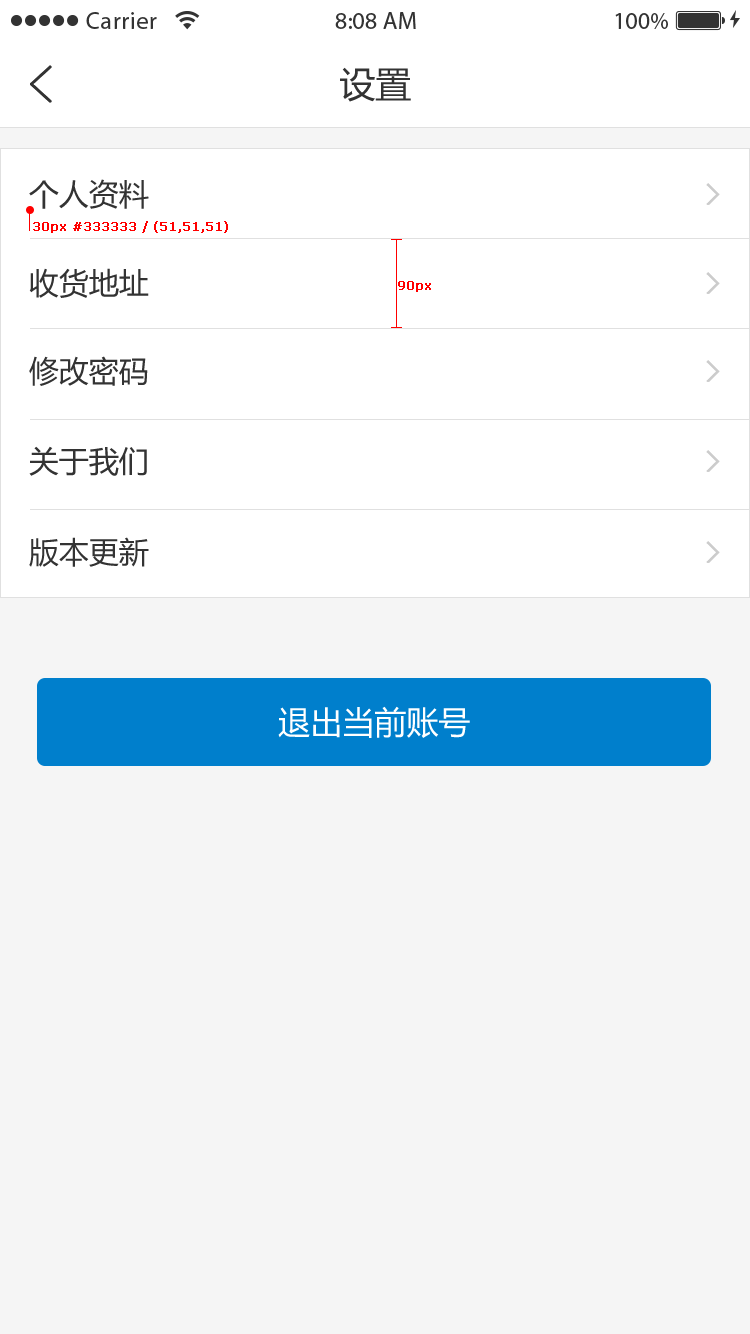 Carrier 8:08 AM 100%
设置
个人资料
30px #333333 / (51,51,51)
收货地址
90px
修改密码
关于我们
版本更新
退出当前账号